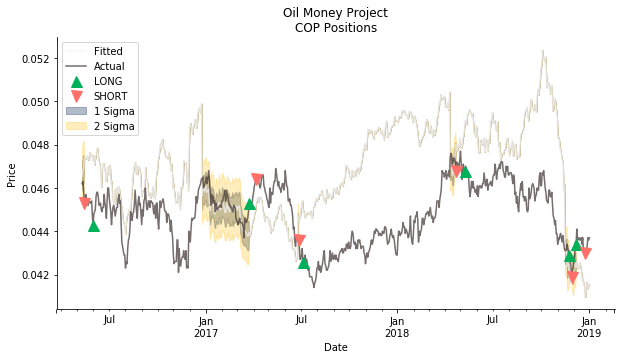 Oil Money Project
COP Positions
Fitted
Actual
LONG
SHORT
1 Sigma
2 Sigma
Price
0.052
0.050
0.048
0.046
0.044
0.042
Jul
Jan
2017
Jul
Jan
2018
Jul
Jan
2019
Date